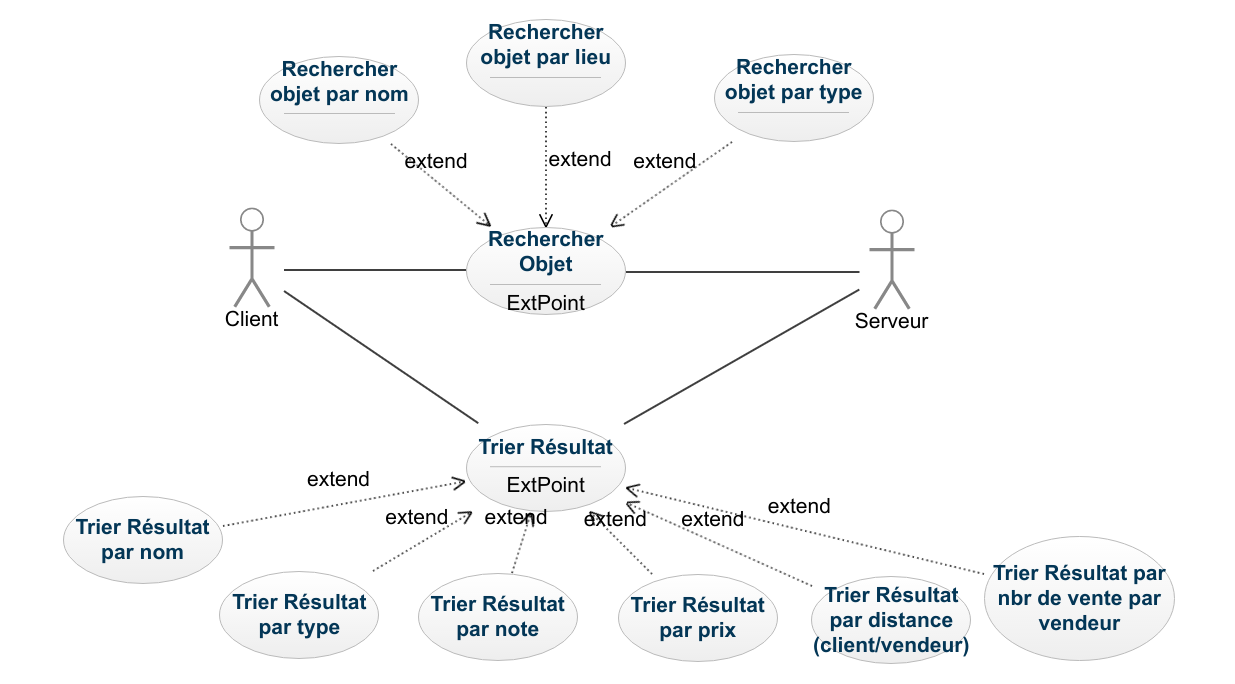 Rechercher
objet par nom
Rechercher
objet par lieu
Rechercher
objet par type
extend
extend
extend
Rechercher
Objet
ExtPoint
Client
Serveur
Trier Résultat
ExtPoint
extend
extend
extend
extend
extend
extend
Trier Résultat
par nom
Trier Résultat
par type
Trier Résultat
par note
Trier Résultat
par prix
Trier Résultat
par distance
(client/vendeur)
Trier Résultat par
nbr de vente par
vendeur